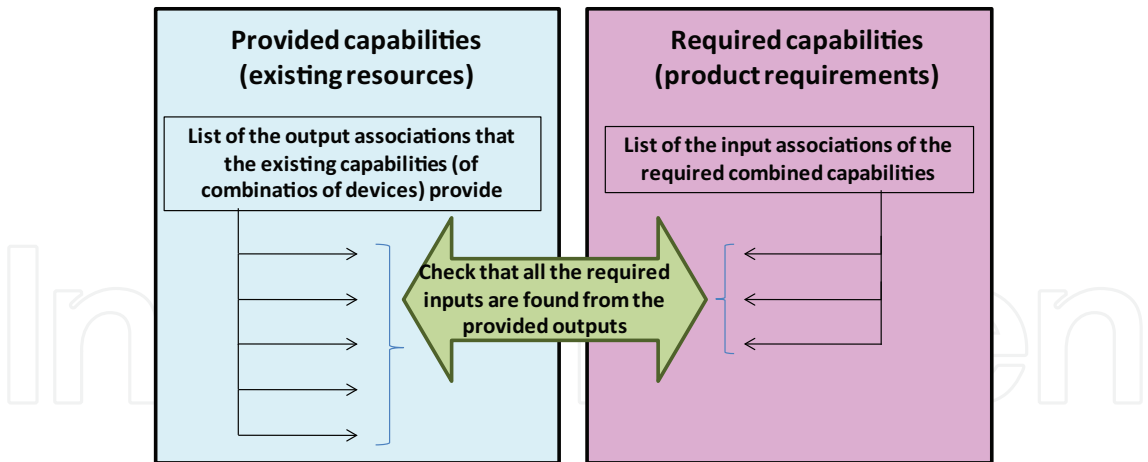 Provided capabilities
(existing resources)
List of the output associations that
the existing capabilities (of
combinatios of devices) provide
Required capabilities
(product requirements)
List of the input associations of the
required combined capabilities
Check that all the required
inputs are found from the
provided outputs